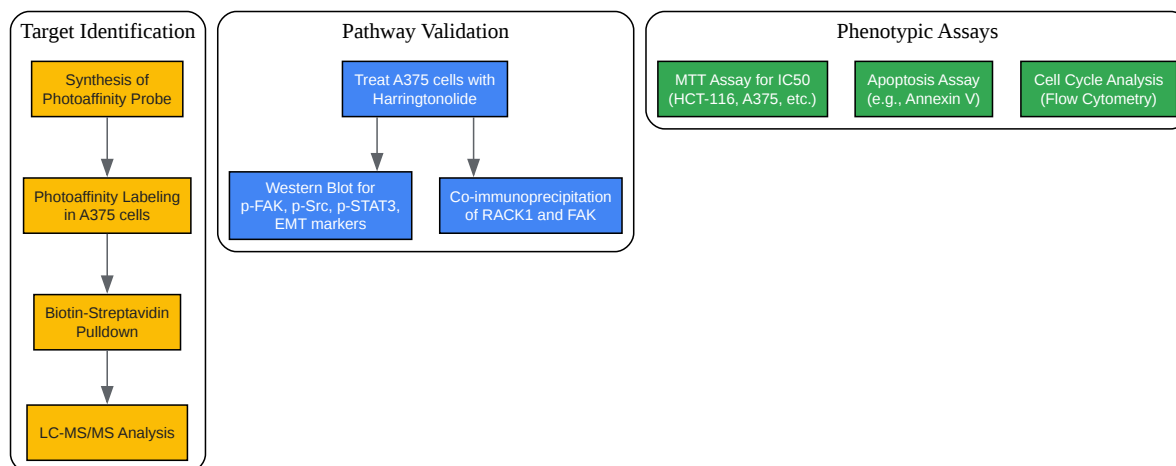 Target Identification
Synthesis of
Photoaffinity Probe
Photoaffinity Labeling
in A375 cells
Biotin-Streptavidin
Pulldown
LC-MS/MS Analysis
Pathway Validation
Treat A375 cells with
Harringtonolide
Western Blot for
p-FAK, p-Src, p-STAT3,
EMT markers
Co-immunoprecipitation
of RACK1 and FAK
Phenotypic Assays
MTT Assay for IC50
(HCT-116, A375, etc.)
Apoptosis Assay
(e.g., Annexin V)
Cell Cycle Analysis
(Flow Cytometry)